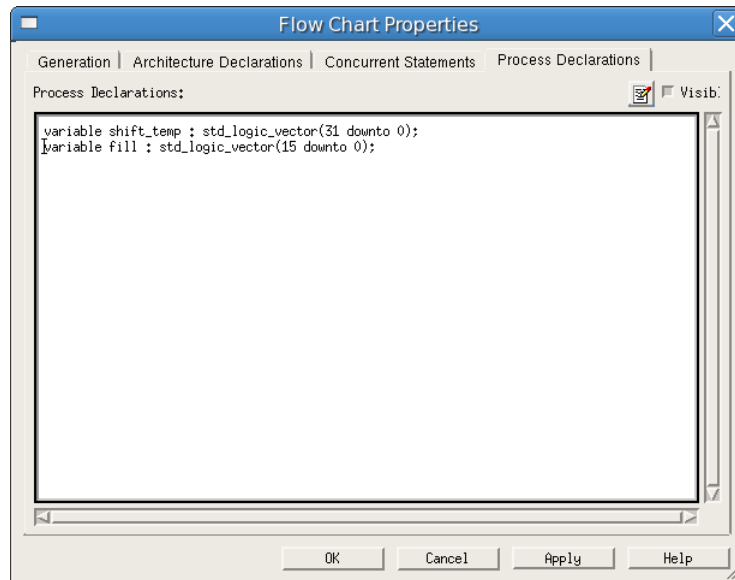 Flow Chart Properties
Generation Architecture Declarations Concurrent Statements Process Declarations
Process Declarations: Visib:
variable shift_temp : std_logic_vector(31 downto 0);
variable fill : std_logic_vector(15 downto 0);
OK Cancel Apply Help